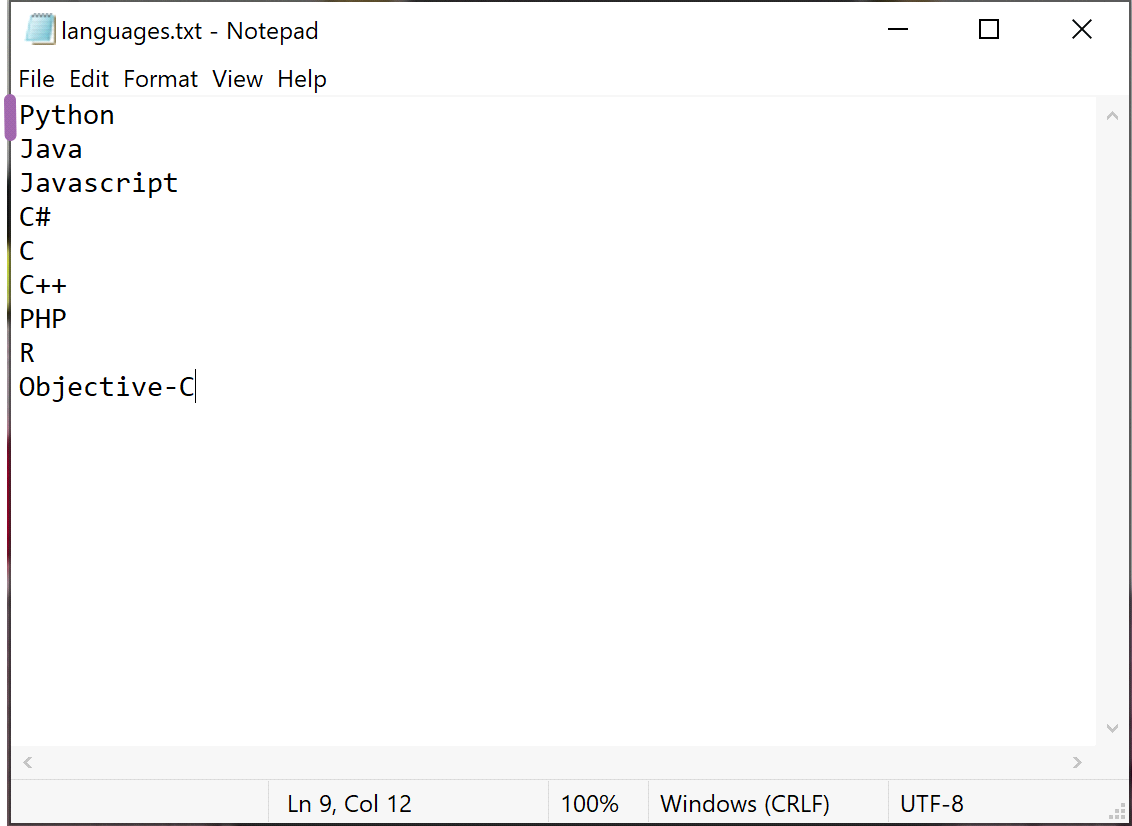 languages.txt - Notepad
File Edit Format View Help
Python
Java
Javascript
C#
C
C++
PHP
R
Objective-C
Ln 9, Col 12 100% Windows (CRLF) UTF-8